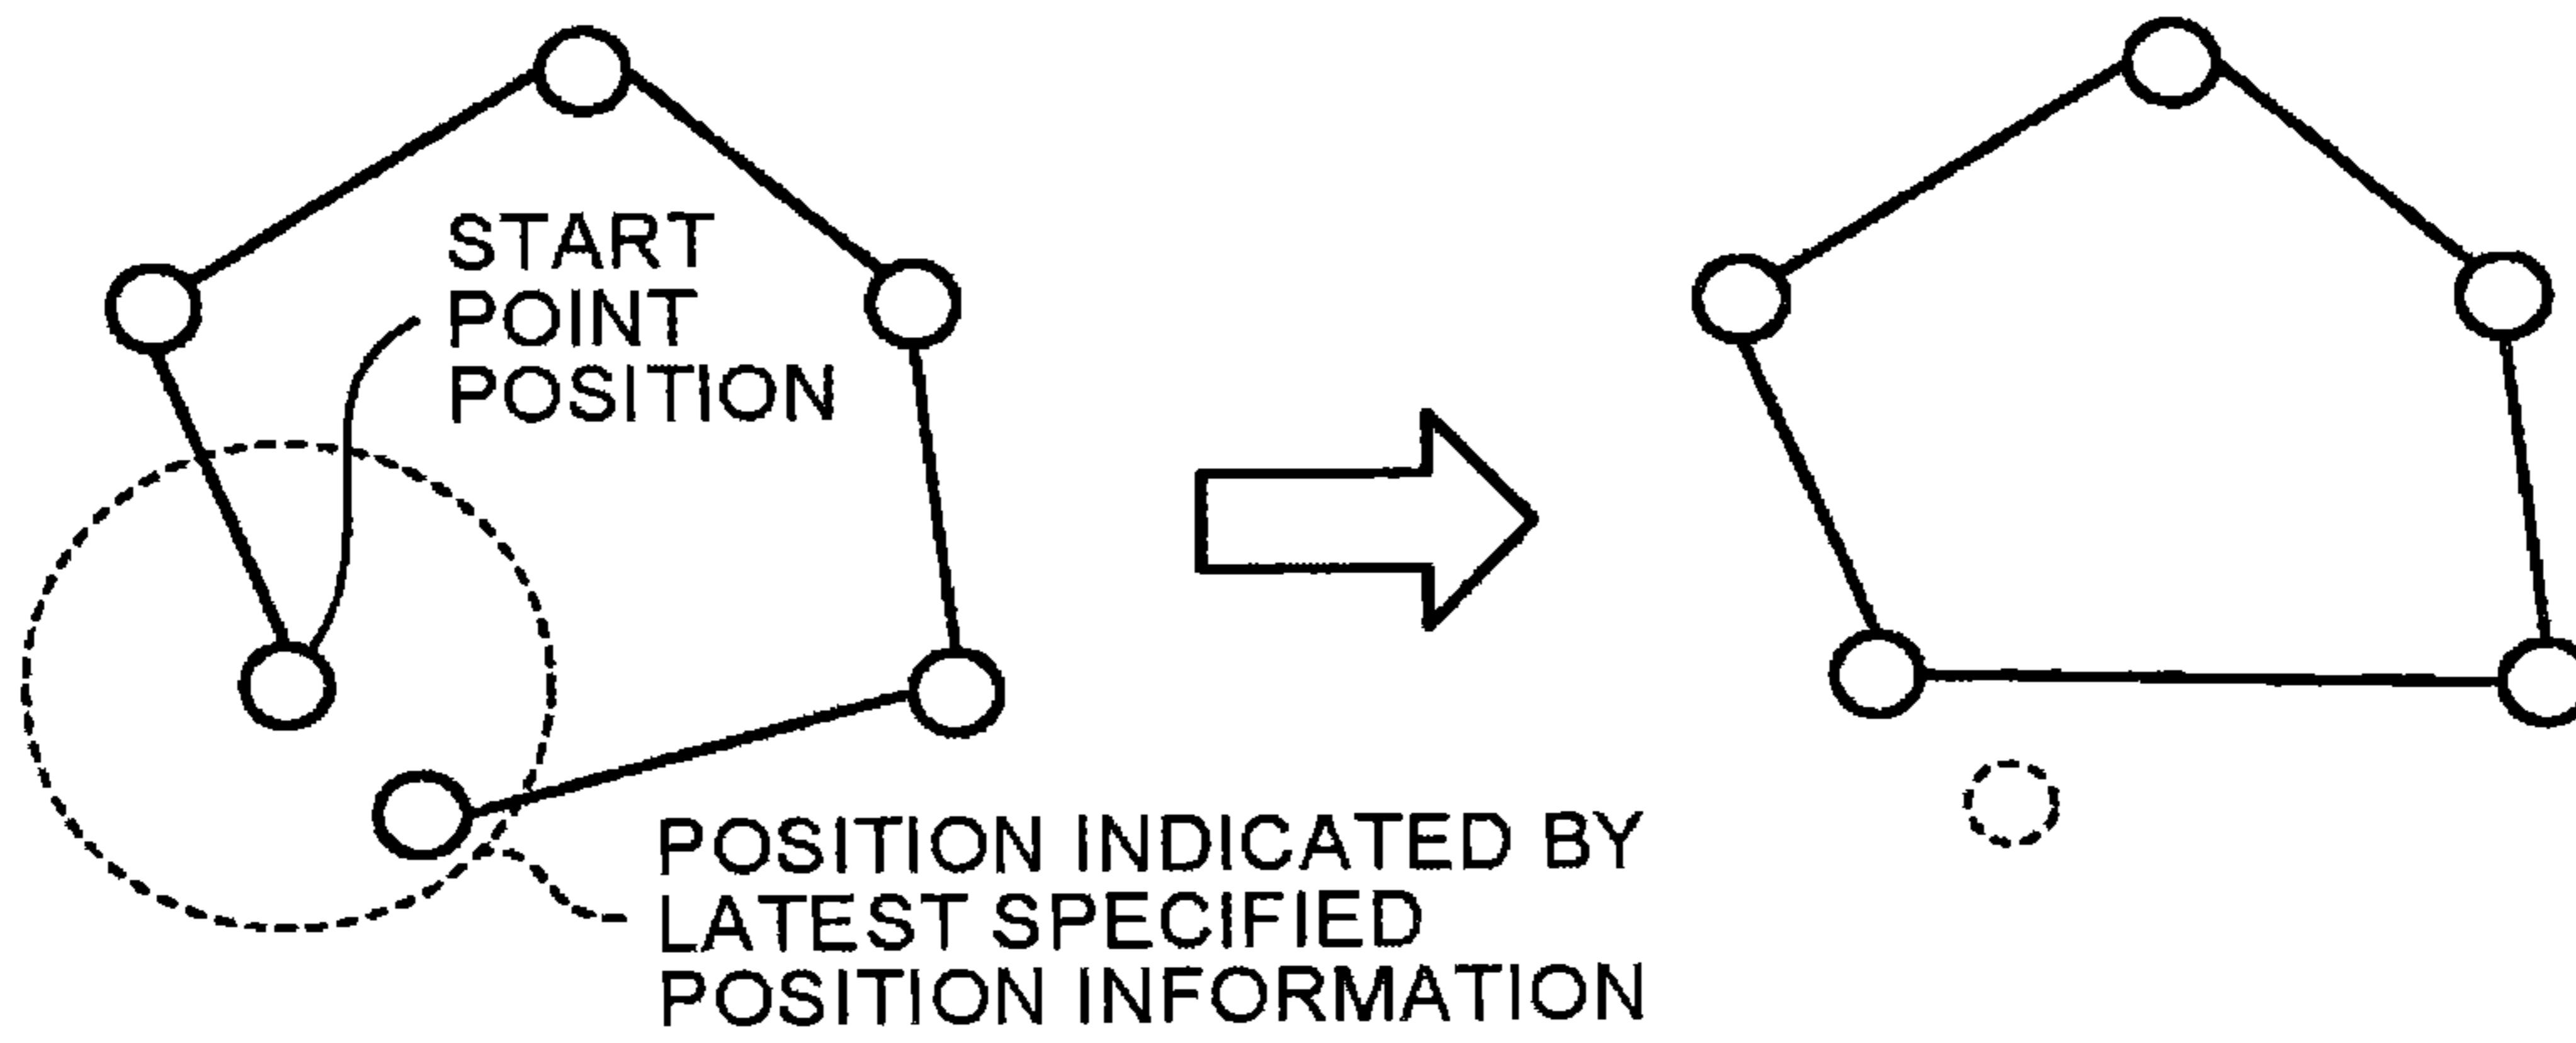 START
POINT
POSITION
POSITION INDICATED BY
LATEST SPECIFIED
POSITION INFORMATION